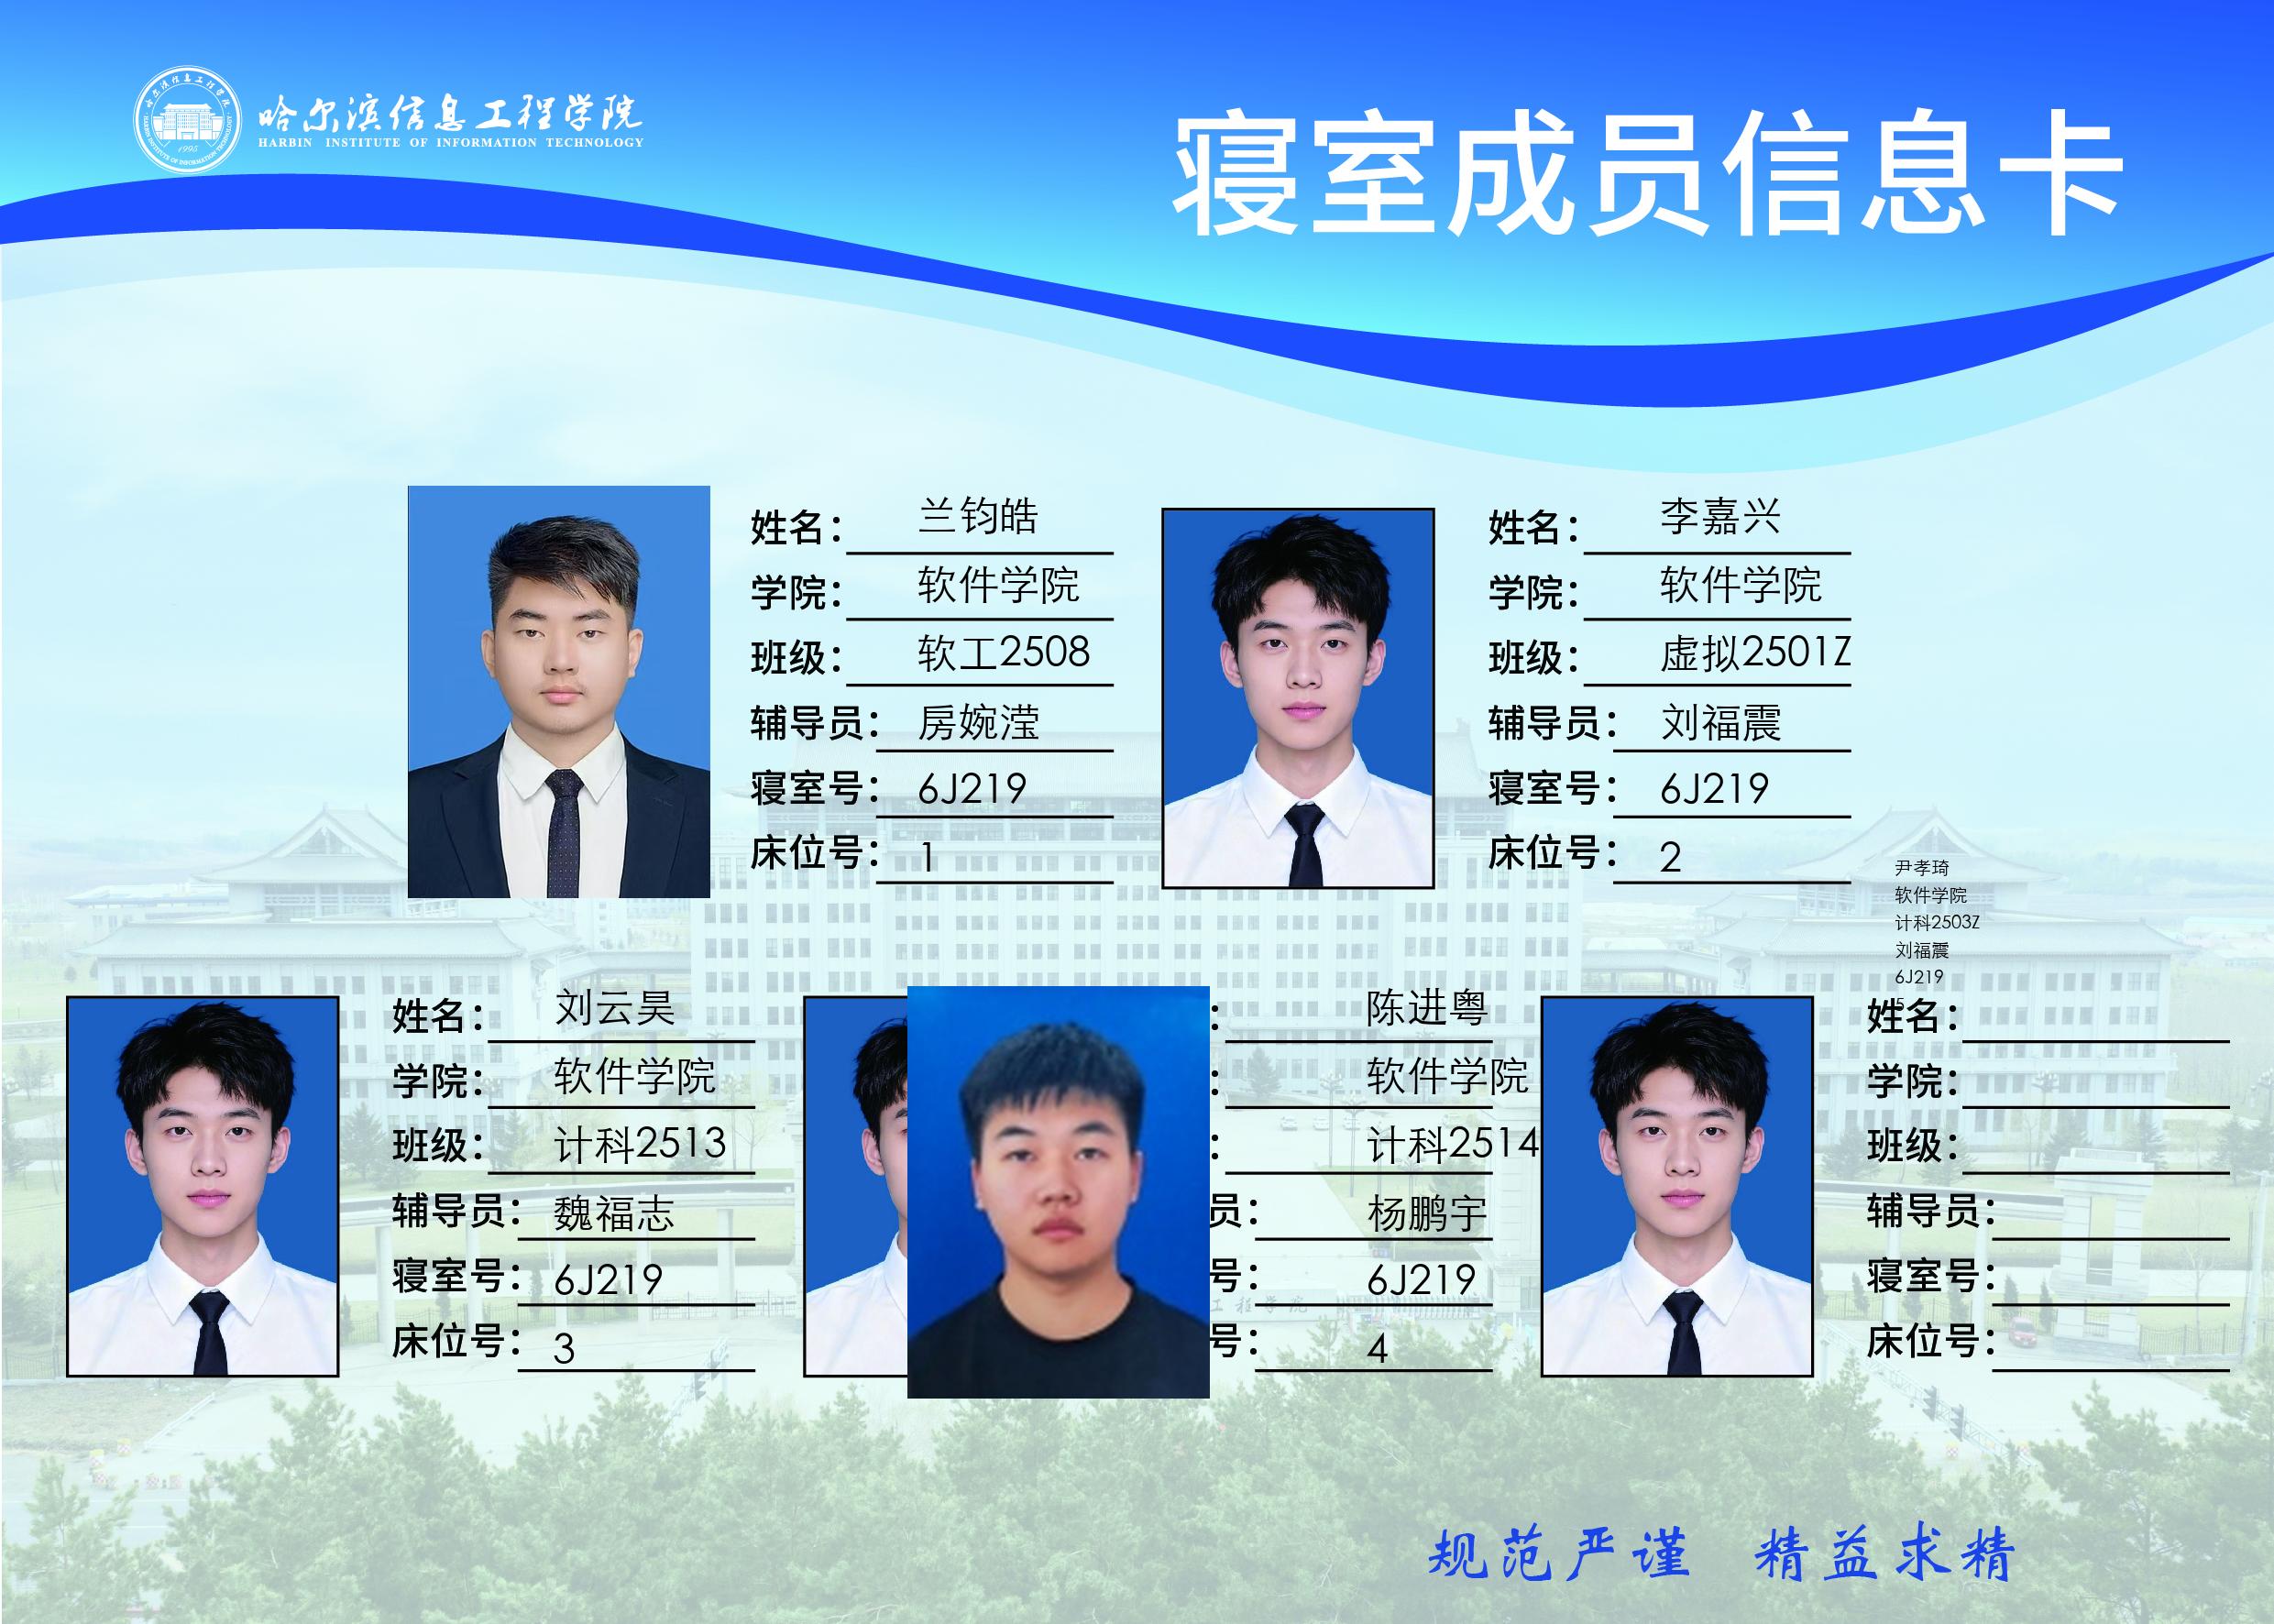 哈尔滨信息工程学院
HARBIN INSTITUTE OF INFORMATION TECHNOLOGY
1995
寝室成员信息卡
姓名： 兰钧皓
学院： 软件学院
班级： 软工2508
辅导员： 房婉滢
寝室号： 6J219
床位号： 1
姓名： 李嘉兴
学院： 软件学院
班级： 虚拟2501Z
辅导员： 刘福震
寝室号： 6J219
床位号： 2
尹孝琦
软件学院
计科2503Z
刘福震
6J219
5
姓名： 刘云昊
学院： 软件学院
班级： 计科2513
辅导员： 魏福志
寝室号： 6J219
床位号： 3
： 陈进粤
： 软件学院
： 计科2514
员： 杨鹏宇
号： 6J219
号： 4
姓名：
学院：
班级：
辅导员：
寝室号：
床位号：
工程学院
规范严谨 精益求精